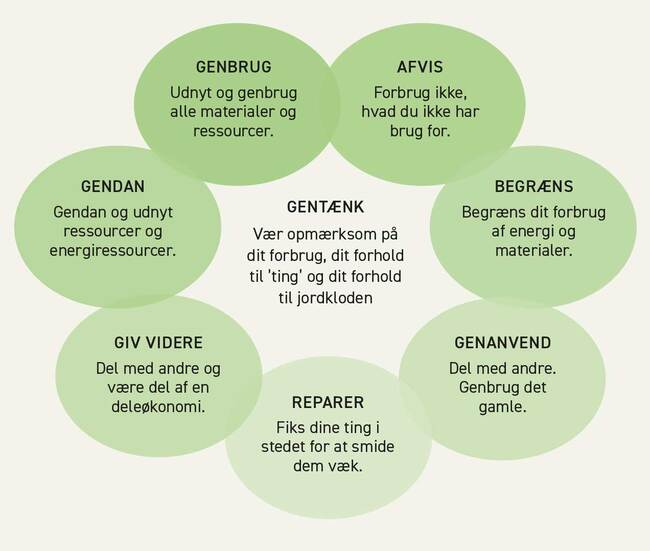 GENBRUG
Udnyt og genbrug
alle materialer og
ressourcer.
AFVIS
Forbrug ikke,
hvad du ikke har
brug for.
GENDAN
Gendan og udnyt
ressourcer og
energiressourcer.
GENTÆNK
Vær opmærksom på
dit forbrug, dit forhold
til ’ting’ og dit forhold
til jordkloden
BEGRÆNS
Begræns dit forbrug
af energi og
materialer.
GIV VIDERE
Del med andre og
være del af en
deleøkonomi.
REPARER
Fiks dine ting i
stedet for at smide
dem væk.
GENANVEND
Del med andre.
Genbrug det
gamle.